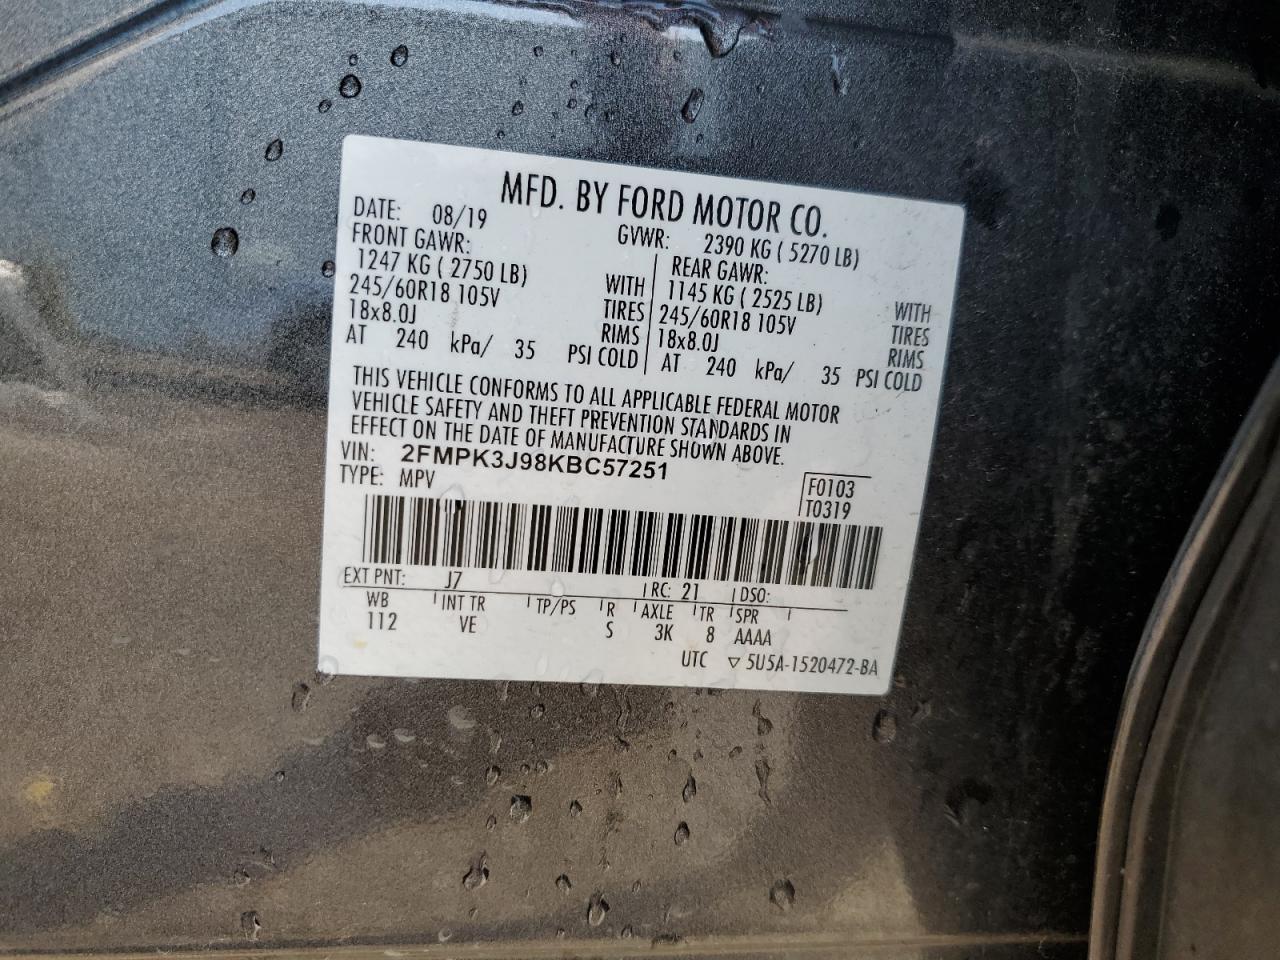 MFD. BY FORD MOTOR CO.
DATE: 08/19 GVWR: 2390 KG ( 5270 LB)
FRONT GAWR: REAR GAWR:
1247 KG ( 2750 LB) WITH 1145 KG ( 2525 LB) WITH
245/60R18 105V TIRES 245/60R18 105V TIRES
18x8.0J RIMS 18x8.0J RIMS
AT 240 kPa/ 35 PSI COLD AT 240 kPa/ 35 PSI COLD
THIS VEHICLE CONFORMS TO ALL APPLICABLE FEDERAL MOTOR
VEHICLE SAFETY AND THEFT PREVENTION STANDARDS IN
EFFECT ON THE DATE OF MANUFACTURE SHOWN ABOVE.
VIN: 2FMPK3J98KBC57251
TYPE: MPV
F0103
T0319
EXT PNT: J7 RC: 21 DSO:
WB INT TR TP/PS R AXLE TR SPR
112 VE S 3K 8 AAAA
UTC ▽ 5U5A-1520472-BA